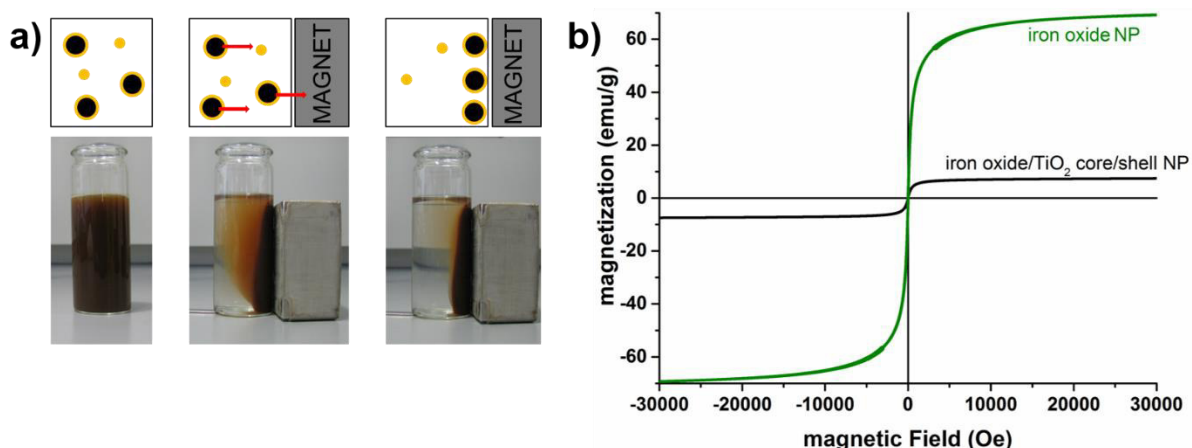 a)
MAGNET
MAGNET
b)
iron oxide NP
iron oxide/TiO₂ core/shell NP
magnetization (emu/g)
60
40
20
0
-20
-40
-60
-30000 -20000 -10000 0 10000 20000 30000
magnetic Field (Oe)